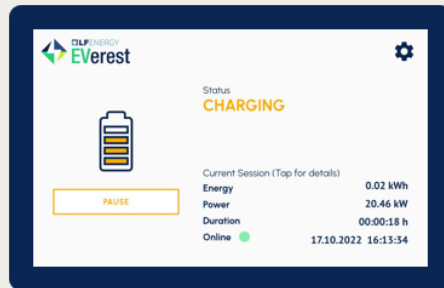 LFENERGY
EVerest
Status
CHARGING
PAUSE
Current Session (Tap for details)
Energy 0.02 kWh
Power 20.46 kW
Duration 00:00:18 h
Online 17.10.2022 16:13:34